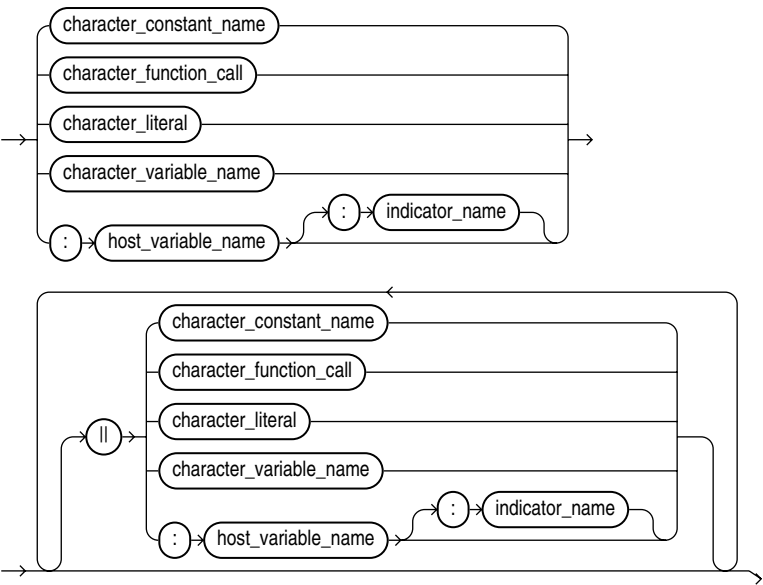 character_constant_name
character_function_call
character_literal
character_variable_name
: indicator_name
: host_variable_name
character_constant_name
character_function_call
character_literal
||
character_variable_name
: indicator_name
: host_variable_name